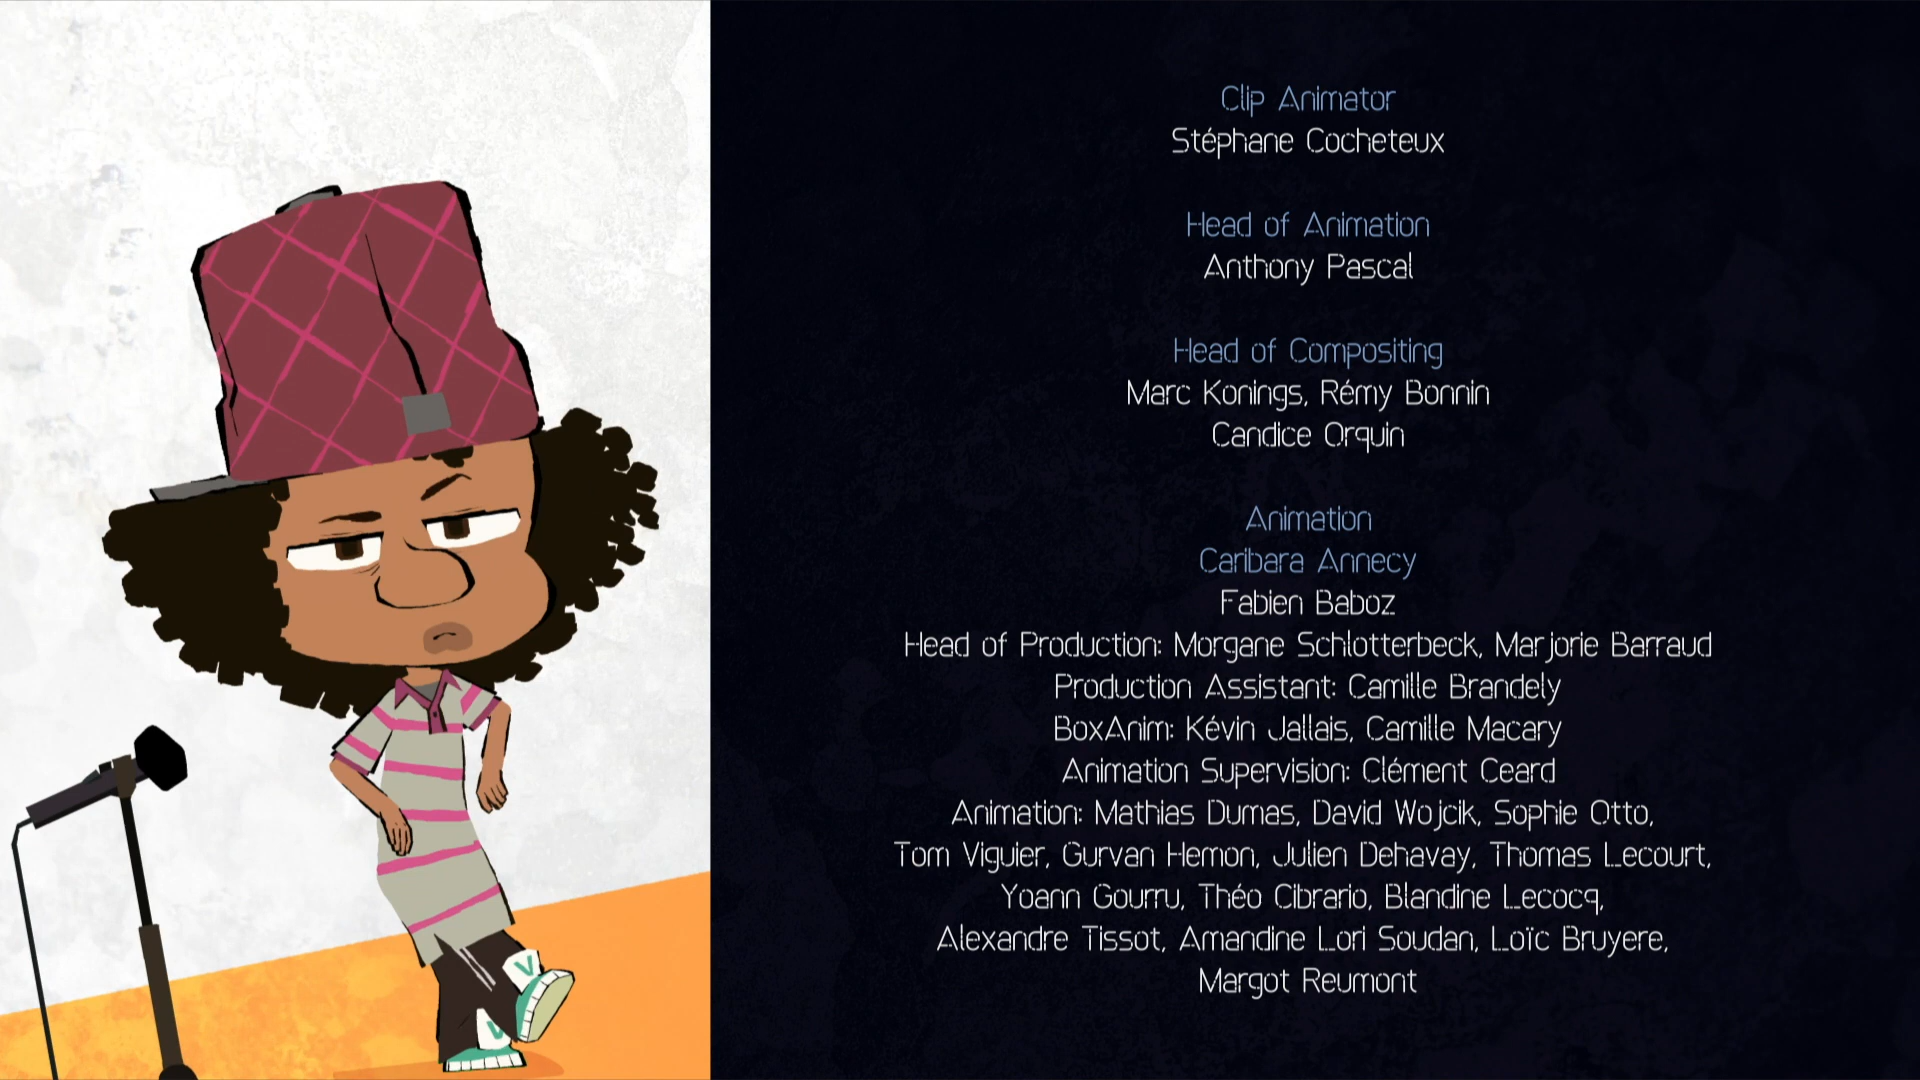 Clip Animator
Stéphane Cocheteux
Head of Animation
Anthony Pascal
Head of Compositing
Marc Konings, Rémy Bonnin
Candice Orquin
Animation
Caribara Annecy
Fabien Baboz
Head of Production: Morgane Schlotterbeck, Marjorie Barraud
Production Assistant: Camille Brandely
BoxAnim: Kévin Jallais, Camille Macary
Animation Supervision: Clément Ceard
Animation: Mathias Dumas, David Wojcik, Sophie Otto,
Tom Viguier, Gurvan Hemon, Julien Dehavay, Thomas Lecourt,
Yoann Gourru, Théo Cibrario, Blandine Lecocq,
Alexandre Tissot, Amandine Lori Soudan, Loïc Bruyere,
Margot Reumont
V
V